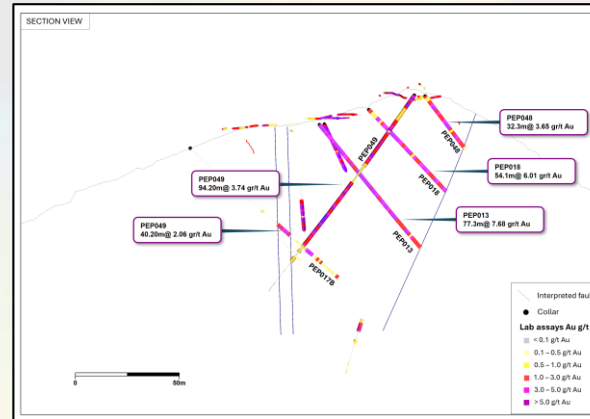 SECTION VIEW
PEP048
32.3m@ 3.65 gr/t Au
PEP049
PEP048
PEP018
54.1m@ 6.01 gr/t Au
PEP049
94.20m@ 3.74 gr/t Au
PEP018
PEP013
77.3m@ 7.68 gr/t Au
PEP049
40.20m@ 2.06 gr/t Au
PEP013
PEP017B
Interpreted faul
Collar
Lab assays Au g/t
< 0.1 g/t Au
0.1 – 0.5 g/t Au
0.5 – 1.0 g/t Au
1.0 – 3.0 g/t Au
3.0 – 5.0 g/t Au
> 5.0 g/t Au
0 50m